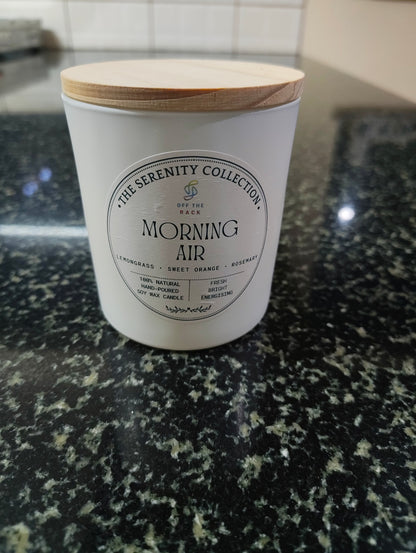 • THE SERENITY COLLECTION •
OFF THE
RACK
MORNING
AIR
LEMONGRASS • SWEET ORANGE • ROSEMARY
100% NATURAL
HAND-POURED
SOY WAX CANDLE
FRESH
BRIGHT
ENERGISING